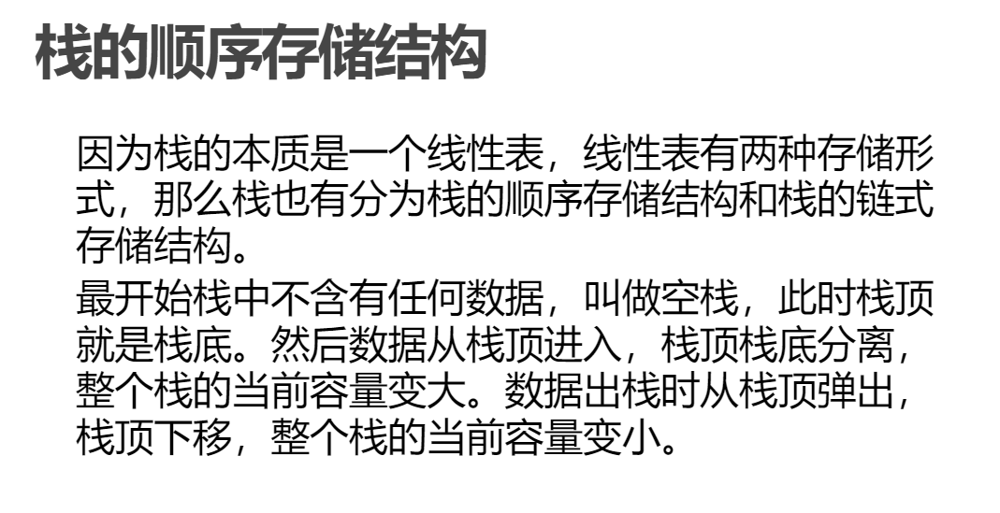 栈的顺序存储结构
因为栈的本质是一个线性表，线性表有两种存储形
式，那么栈也有分为栈的顺序存储结构和栈的链式
存储结构。
最开始栈中不含有任何数据，叫做空栈，此时栈顶
就是栈底。然后数据从栈顶进入，栈顶栈底分离，
整个栈的当前容量变大。数据出栈时从栈顶弹出，
栈顶下移，整个栈的当前容量变小。